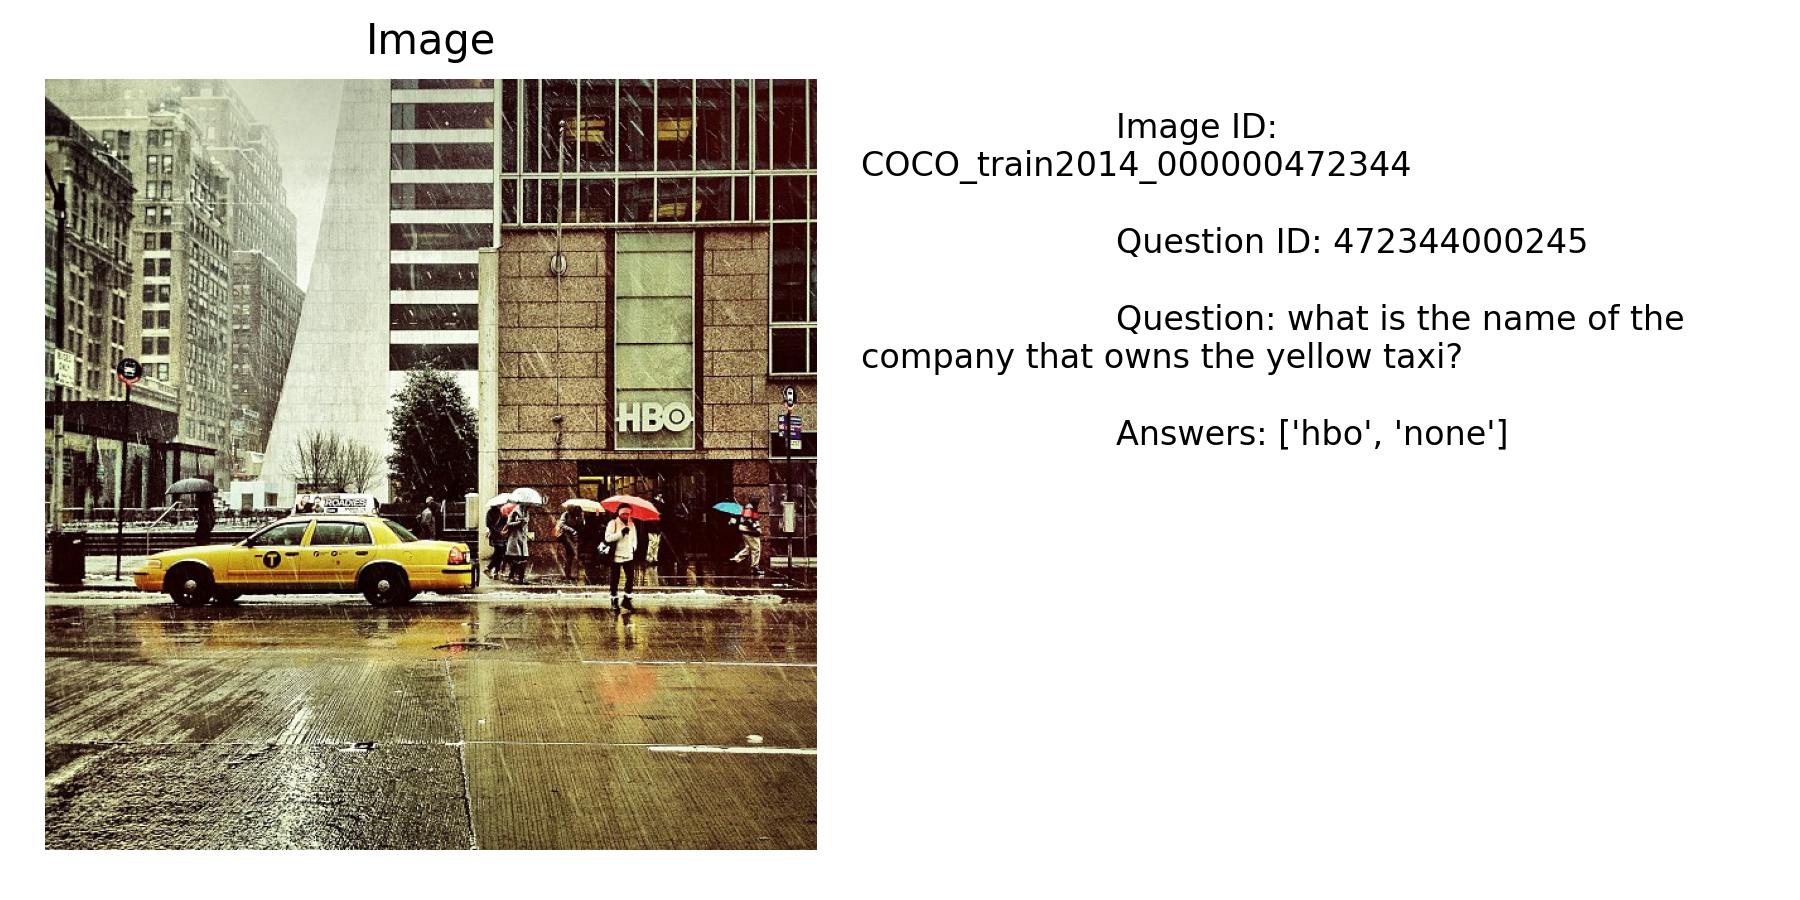 Image
HBO
ROADIES
T
Image ID:
COCO_train2014_000000472344
Question ID: 472344000245
Question: what is the name of the
company that owns the yellow taxi?
Answers: ['hbo', 'none']